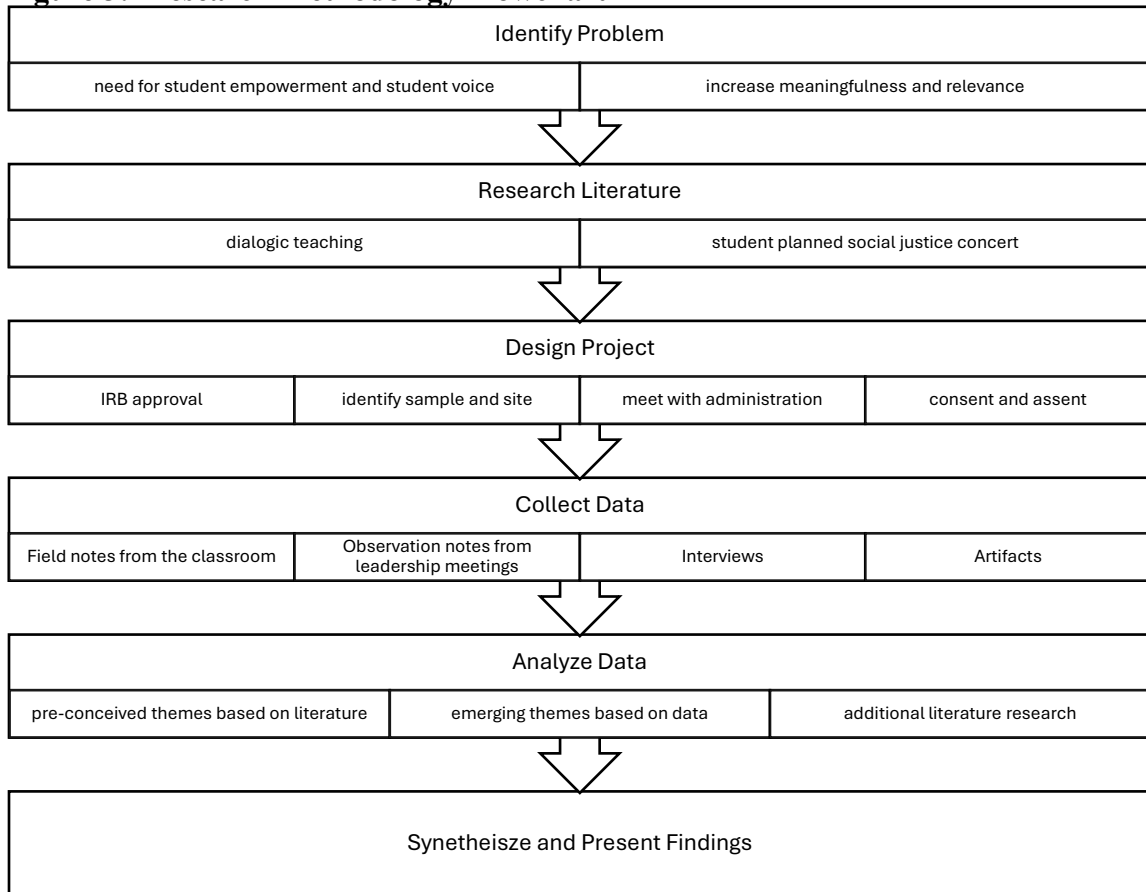 Identify Problem
need for student empowerment and student voice
increase meaningfulness and relevance
Research Literature
dialogic teaching
student planned social justice concert
Design Project
IRB approval
identify sample and site
meet with administration
consent and assent
Collect Data
Field notes from the classroom
Observation notes from
leadership meetings
Interviews
Artifacts
Analyze Data
pre-conceived themes based on literature
emerging themes based on data
additional literature research
Synetheisze and Present Findings